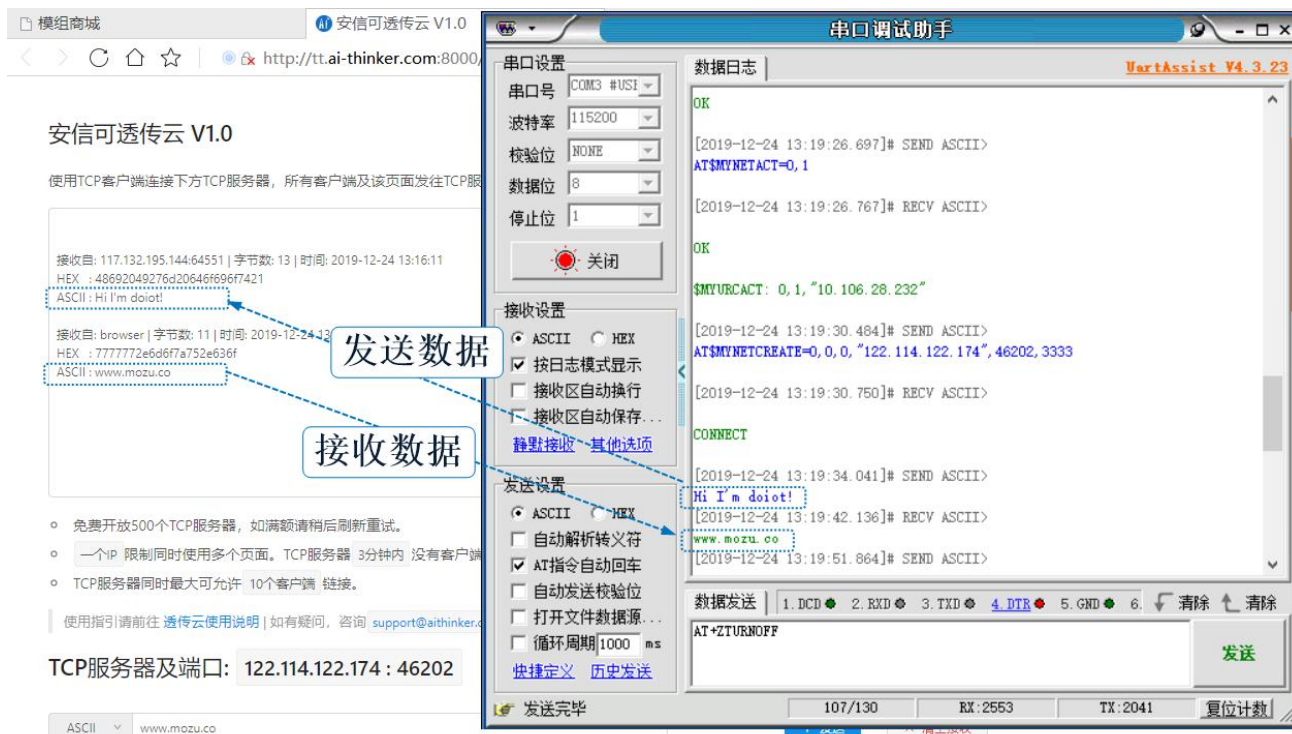 模组商城
安信可透传云 V1.0
http://tt.ai-thinker.com:8000/
安信可透传云 V1.0
使用TCP客户端连接下方TCP服务器，所有客户端及该页面发往TCP服
接收自: 117.132.195.144:64551 | 字节数: 13 | 时间: 2019-12-24 13:16:11
HEX : 48692049276d20646f696f7421
ASCII : Hi I'm doiot!
接收自: browser | 字节数: 11 | 时间: 2019-12-24 13
HEX : 7777772e6d6f7a752e636f
ASCII : www.mozu.co
发送数据
接收数据
免费开放500个TCP服务器，如满额请稍后刷新重试。
一个IP 限制同时使用多个页面。TCP服务器 3分钟内 没有客户端
TCP服务器同时最大可允许 10个客户端 链接。
使用指引请前往 透传云使用说明 | 如有疑问，咨询 support@aithinker.c
TCP服务器及端口: 122.114.122.174 : 46202
ASCII www.mozu.co
串口调试助手
串口设置
串口号 COM3 #USI
波特率 115200
校验位 NONE
数据位 8
停止位 1
关闭
接收设置
ASCII HEX
按日志模式显示
接收区自动换行
接收区自动保存...
静默接收 其他选项
发送设置
ASCII HEX
自动解析转义符
AT指令自动回车
自动发送校验位
打开文件数据源...
循环周期 1000 ms
快捷定义 历史发送
数据日志 UartAssist V4.3.23
OK
[2019-12-24 13:19:26.697]# SEND ASCII>
AT$MYNETACT=0,1
[2019-12-24 13:19:26.767]# RECV ASCII>
OK
$MYURCACT: 0,1,"10.106.28.232"
[2019-12-24 13:19:30.484]# SEND ASCII>
AT$MYNETCREATE=0,0,0,"122.114.122.174",46202,3333
[2019-12-24 13:19:30.750]# RECV ASCII>
CONNECT
[2019-12-24 13:19:34.041]# SEND ASCII>
Hi I'm doiot!
[2019-12-24 13:19:42.136]# RECV ASCII>
www.mozu.co
[2019-12-24 13:19:51.864]# SEND ASCII>
数据发送 1.DCD 2.RXD 3.TXD 4.DTR 5.GND 6. 清除 清除
AT+ZTURNOFF
发送
发送完毕 107/130 RX:2553 TX:2041 复位计数